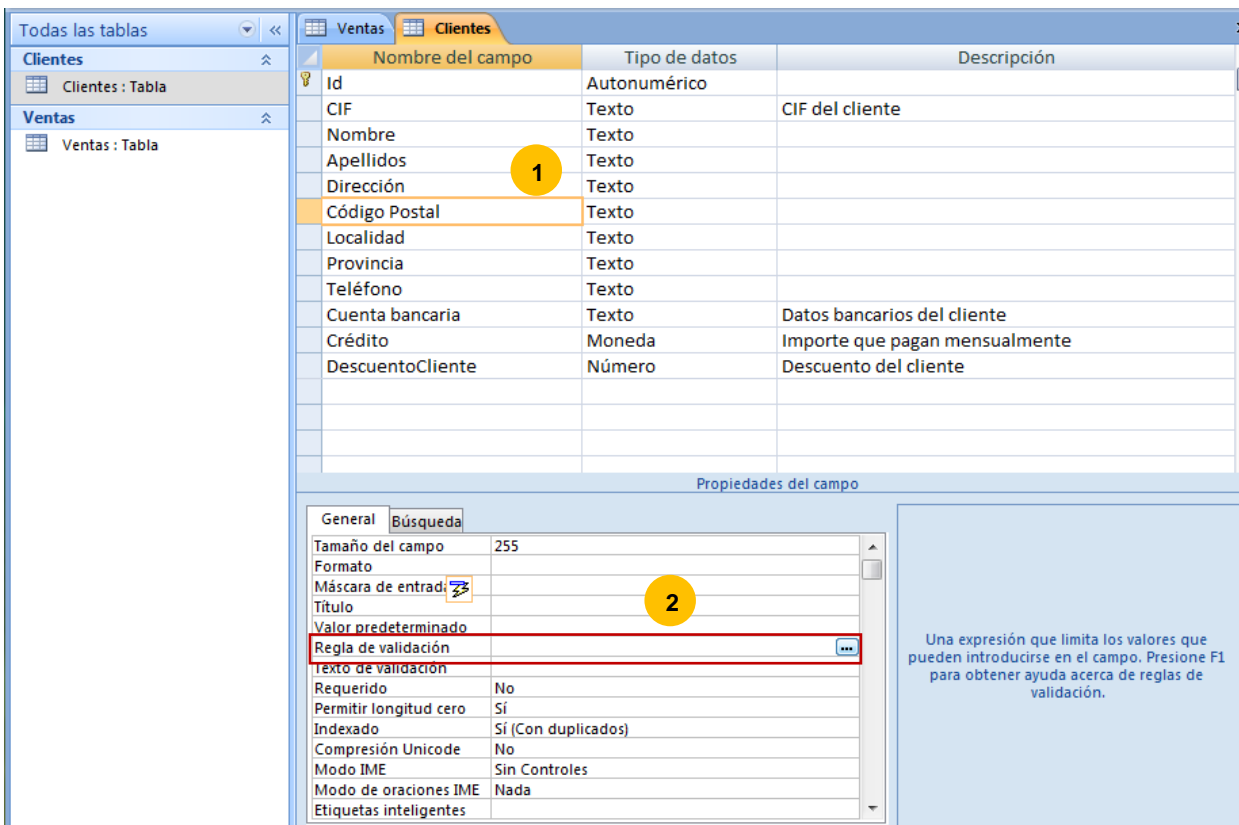 Todas las tablas
Clientes
Clientes : Tabla
Ventas
Ventas : Tabla
Ventas Clientes
Nombre del campo Tipo de datos Descripción
Id Autonumérico
CIF Texto CIF del cliente
Nombre Texto
Apellidos Texto
1
Dirección Texto
Código Postal Texto
Localidad Texto
Provincia Texto
Teléfono Texto
Cuenta bancaria Texto Datos bancarios del cliente
Crédito Moneda Importe que pagan mensualmente
DescuentoCliente Número Descuento del cliente
Propiedades del campo
General Búsqueda
Tamaño del campo 255
Formato
Máscara de entrada
Título
2
Valor predeterminado
Regla de validación ...
Texto de validación
Requerido No
Permitir longitud cero Sí
Indexado Sí (Con duplicados)
Compresión Unicode No
Modo IME Sin Controles
Modo de oraciones IME Nada
Etiquetas inteligentes
Una expresión que limita los valores que
pueden introducirse en el campo. Presione F1
para obtener ayuda acerca de reglas de
validación.